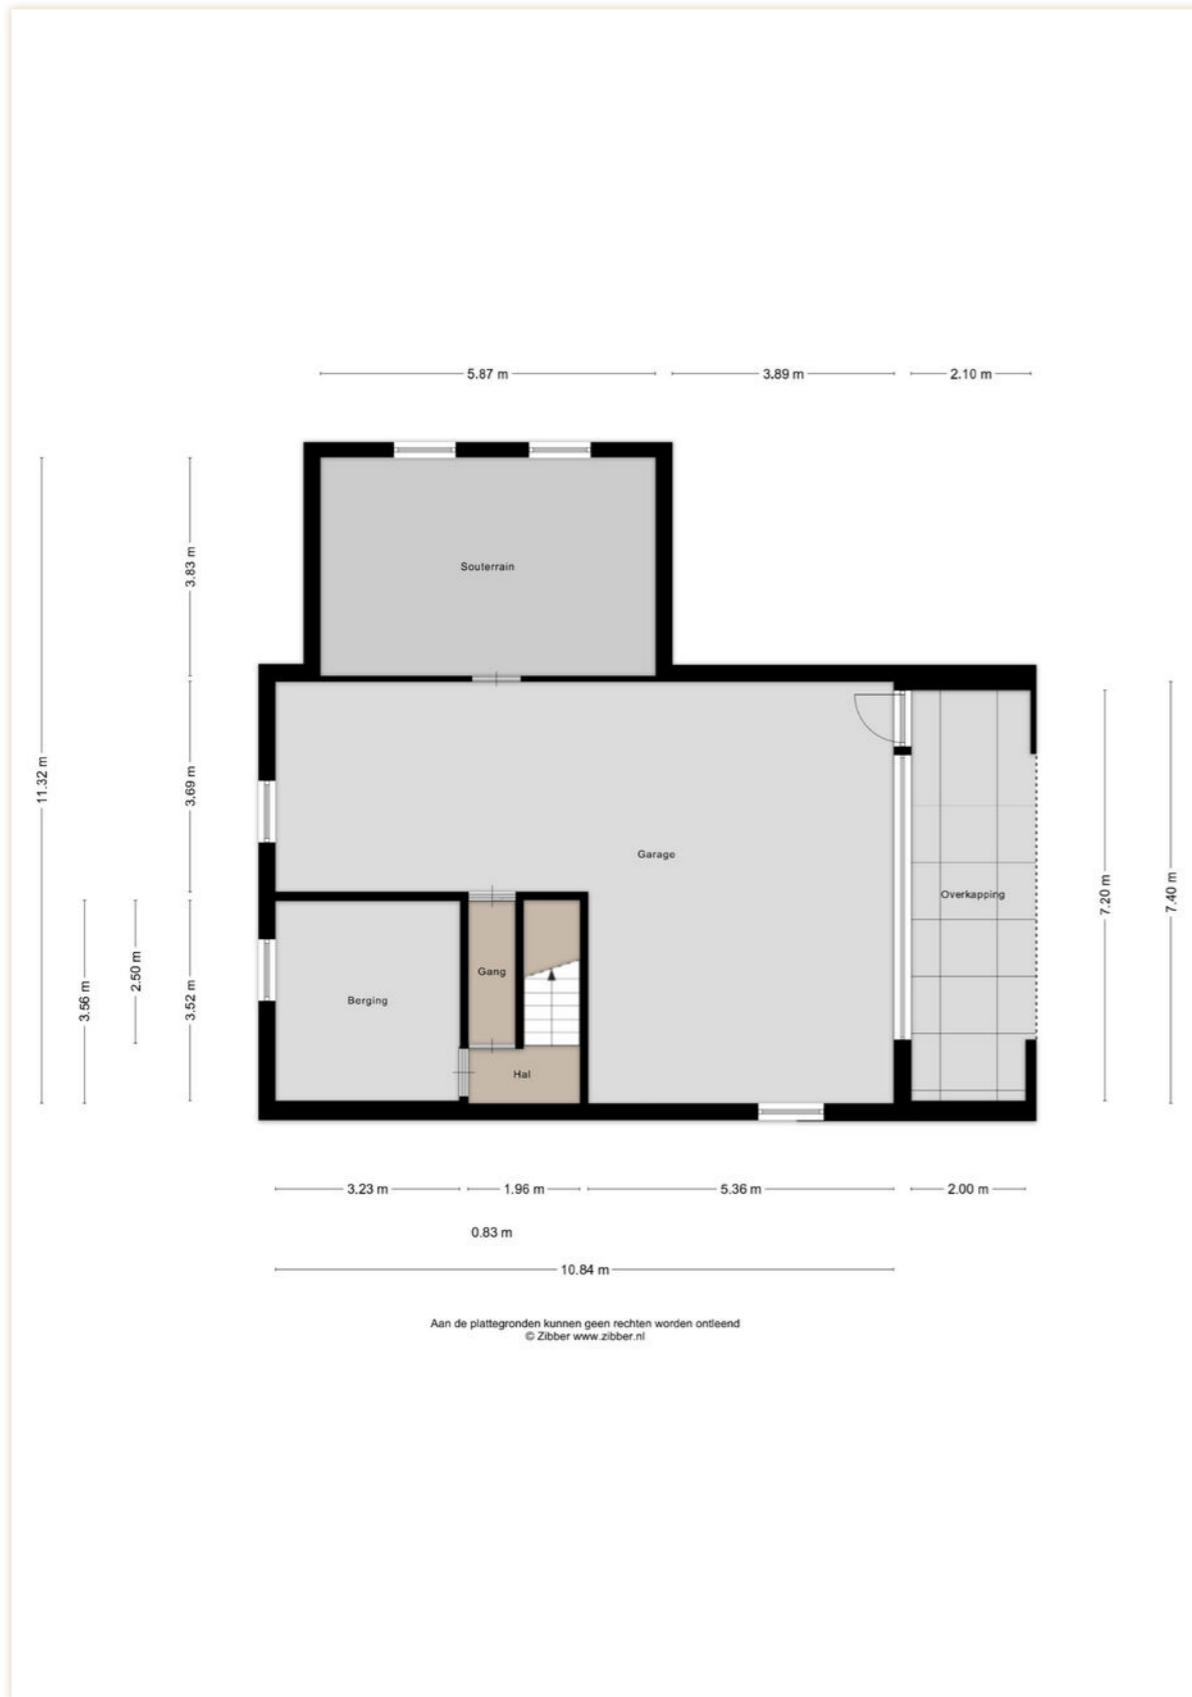 5.87 m
3.89 m
2.10 m
3.83 m
Souterrain
11.32 m
3.69 m
Garage
7.20 m
7.40 m
Overkapping
2.50 m
3.56 m
3.52 m
Gang
Berging
Hal
3.23 m
1.96 m
5.36 m
2.00 m
0.83 m
10.84 m
Aan de plattegronden kunnen geen rechten worden ontleend
© Zibber www.zibber.nl